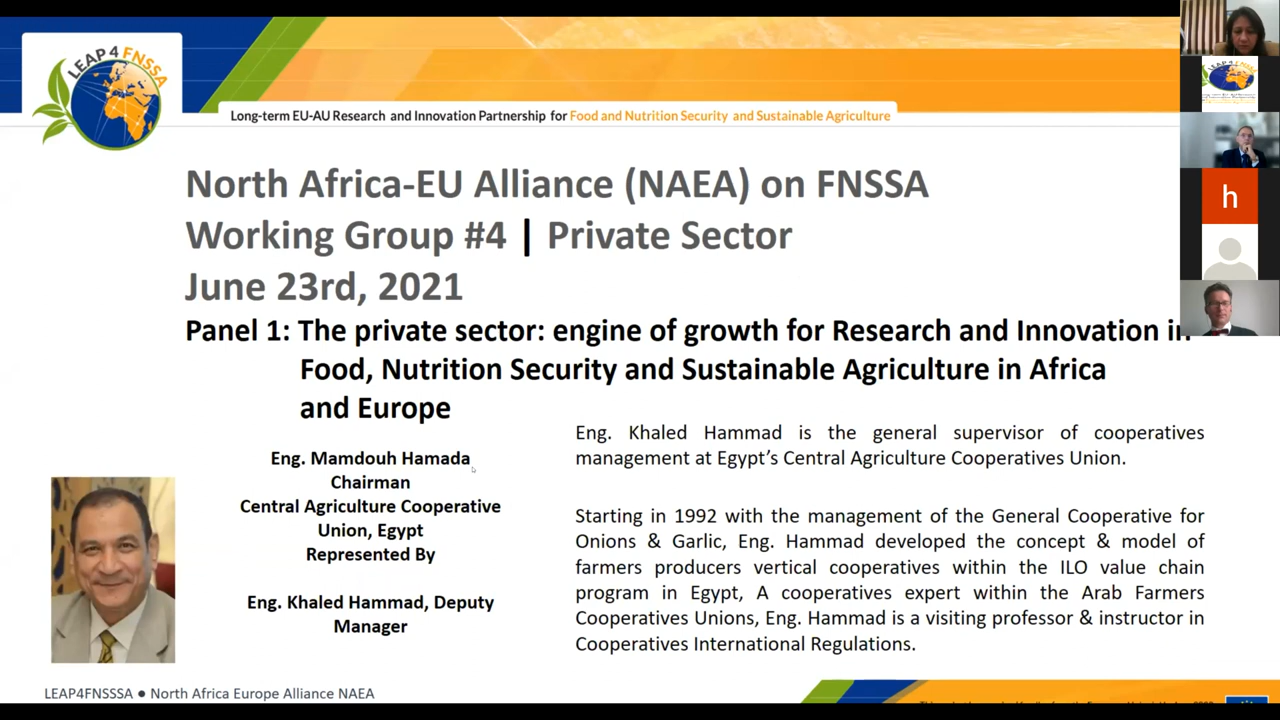 LEAP 4 FNSSA
Long-term EU-AU Research and Innovation Partnership for Food and Nutrition Security and Sustainable Agriculture
North Africa-EU Alliance (NAEA) on FNSSA
Working Group #4 | Private Sector
June 23rd, 2021
Panel 1: The private sector: engine of growth for Research and Innovation in
Food, Nutrition Security and Sustainable Agriculture in Africa
and Europe
Eng. Mamdouh Hamada
Chairman
Central Agriculture Cooperative
Union, Egypt
Represented By
Eng. Khaled Hammad, Deputy
Manager
Eng. Khaled Hammad is the general supervisor of cooperatives
management at Egypt's Central Agriculture Cooperatives Union.
Starting in 1992 with the management of the General Cooperative for
Onions & Garlic, Eng. Hammad developed the concept & model of
farmers producers vertical cooperatives within the ILO value chain
program in Egypt, A cooperatives expert within the Arab Farmers
Cooperatives Unions, Eng. Hammad is a visiting professor & instructor in
Cooperatives International Regulations.
LEAP4FNSSSA ● North Africa Europe Alliance NAEA
h